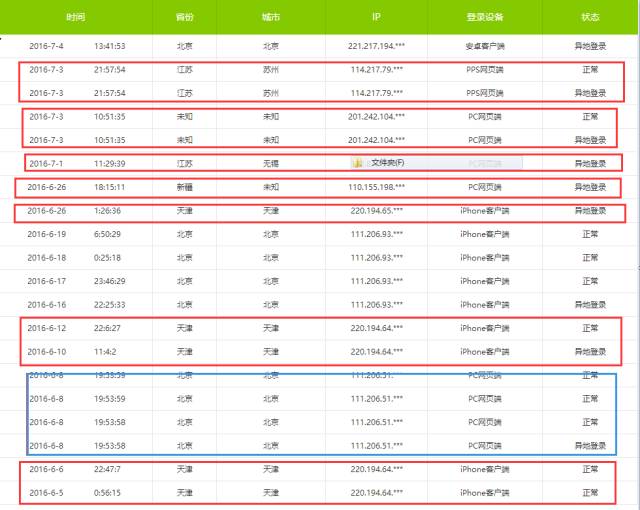 时间 省份 城市 IP 登录设备 状态
2016-7-4 13:41:53 北京 北京 221.217.194.*** 安卓客户端 异地登录
2016-7-3 21:57:54 江苏 苏州 114.217.79.*** PPS网页端 正常
2016-7-3 21:57:54 江苏 苏州 114.217.79.*** PPS网页端 异地登录
2016-7-3 10:51:35 未知 未知 201.242.104.*** PC网页端 正常
2016-7-3 10:51:35 未知 未知 201.242.104.*** PC网页端 异地登录
2016-7-1 11:29:39 江苏 无锡 文件夹(F) 异地登录
2016-6-26 18:15:11 新疆 未知 110.155.198.*** PC网页端 异地登录
2016-6-26 1:26:36 天津 天津 220.194.65.*** iPhone客户端 异地登录
2016-6-19 6:50:29 北京 北京 111.206.93.*** iPhone客户端 正常
2016-6-18 0:25:18 北京 北京 111.206.93.*** iPhone客户端 正常
2016-6-17 23:46:29 北京 北京 111.206.93.*** iPhone客户端 正常
2016-6-16 22:25:33 北京 北京 111.206.93.*** iPhone客户端 异地登录
2016-6-12 22:6:27 天津 天津 220.194.64.*** iPhone客户端 正常
2016-6-10 11:4:2 天津 天津 220.194.64.*** iPhone客户端 异地登录
2016-6-8 19:53:59 北京 北京 111.206.51.*** PC网页端 正常
2016-6-8 19:53:59 北京 北京 111.206.51.*** PC网页端 正常
2016-6-8 19:53:58 北京 北京 111.206.51.*** PC网页端 正常
2016-6-8 19:53:58 北京 北京 111.206.51.*** PC网页端 异地登录
2016-6-6 22:47:7 天津 天津 220.194.64.*** iPhone客户端 正常
2016-6-5 0:56:15 天津 天津 220.194.64.*** iPhone客户端 正常